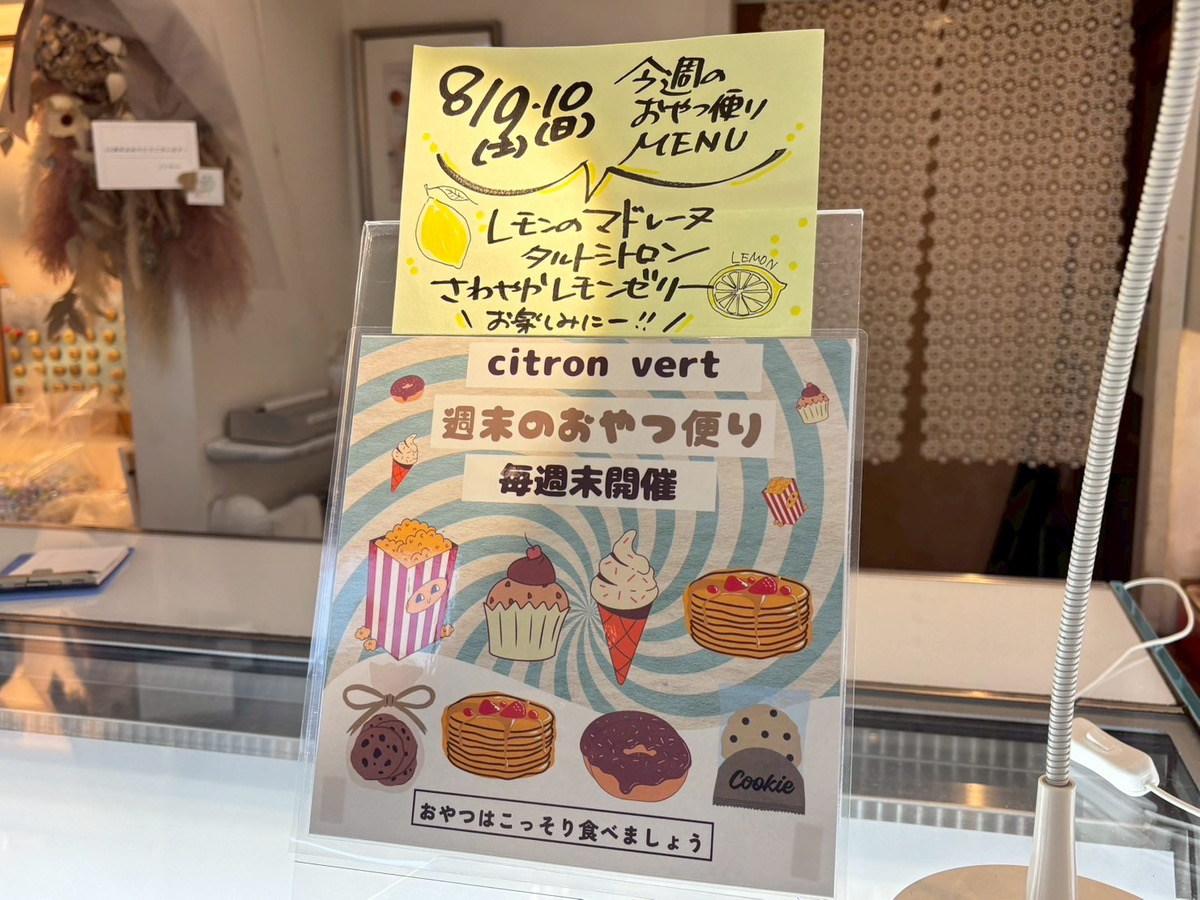 8/9・10
(土)(日)
今週の
おやつ便り
MENU
レモンのマドレーヌ
タルトシトロン
さわやかレモンゼリー
LEMON
\ お楽しみにー!! /
citron vert
週末のおやつ便り
毎週末開催
Cookie
おやつはこっそり食べましょう